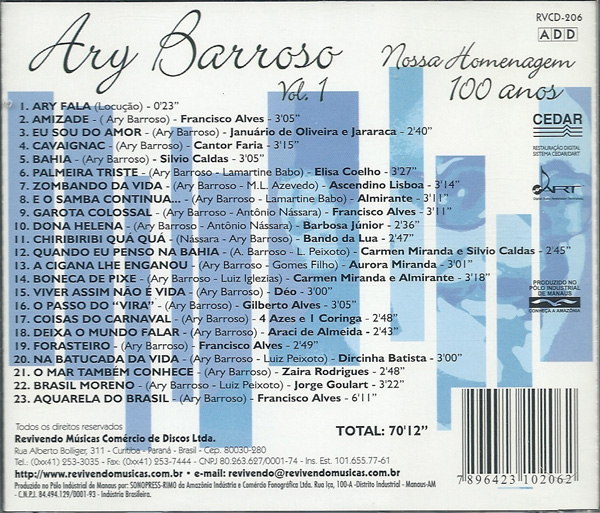 RVCD-206
ADD
Ary Barroso
Nossa Homenagem
Vol. 1
100 anos
1. ARY FALA (Locução) - 0'23"
2. AMIZADE - (Ary Barroso) - Francisco Alves - 3'05"
3. EU SOU DO AMOR - (Ary Barroso) - Januário de Oliveira e Jararaca - 2'40"
4. CAVAIGNAC - (Ary Barroso) - Cantor Faria - 3'15"
5. BAHIA - (Ary Barroso) - Silvio Caldas - 3'05"
6. PALMEIRA TRISTE - (Ary Barroso - Lamartine Babo) - Elisa Coelho - 3'27"
7. ZOMBANDO DA VIDA - (Ary Barroso - M.L. Azevedo) - Ascendino Lisboa - 3'14"
8. E O SAMBA CONTINUA... - (Ary Barroso - Lamartine Babo) - Almirante - 3'11"
9. GAROTA COLOSSAL - (Ary Barroso - Antônio Nássara) - Francisco Alves - 3'11"
10. DONA HELENA - (Ary Barroso - Antônio Nássara) - Barbosa Júnior - 2'36"
11. CHIRIBIRIBI QUÁ QUÁ - (Nássara - Ary Barroso) - Bando da Lua - 2'47"
12. QUANDO EU PENSO NA BAHIA - (A. Barroso - L. Peixoto) - Carmen Miranda e Silvio Caldas - 2'45"
13. A CIGANA LHE ENGANOU - (Ary Barroso - Gomes Filho) - Aurora Miranda - 3'01"
14. BONECA DE PIXE - (Ary Barroso - Luiz Iglezias) - Carmen Miranda e Almirante - 3'18"
15. VIVER ASSIM NÃO É VIDA - (Ary Barroso) - Déo - 3'00"
16. O PASSO DO "VIRA" - (Ary Barroso) - Gilberto Alves - 3'05"
17. COISAS DO CARNAVAL - (Ary Barroso) - 4 Azes e 1 Coringa - 2'48"
18. DEIXA O MUNDO FALAR - (Ary Barroso) - Araci de Almeida - 2'43"
19. FORASTEIRO - (Ary Barroso) - Francisco Alves - 2'49"
20. NA BATUCADA DA VIDA - (Ary Barroso - Luiz Peixoto) - Dircinha Batista - 3'00"
21. O MAR TAMBÉM CONHECE - (Ary Barroso) - Zaira Rodrigues - 2'48"
22. BRASIL MORENO - (Ary Barroso - Luiz Peixoto) - Jorge Goulart - 3'22"
23. AQUARELA DO BRASIL - (Ary Barroso) - Francisco Alves - 6'11"
CEDAR
RESTAURAÇÃO DIGITAL
SISTEMA CEDAR/DART
DART
PRODUZIDO NO
PÓLO INDUSTRIAL
DE MANAUS
CONHEÇA A AMAZÔNIA
Todos os direitos reservados
TOTAL: 70'12"
Revivendo Músicas Comércio de Discos Ltda.
Rua Alberto Bolliger, 311 - Curitiba - Paraná - Brasil - Cep. 80030-280
Tel.: (0xx41) 253-3035 - Fax: (0xx41) 253-7444 - CNPJ 80.263.627/0001-74 - Ins. Est. 101.655.77-61
http://www.revivendomusicas.com.br • e-mail: revivendo@revivendomusicas.com.br
Produzido no Pólo Industrial de Manaus por: SONOPRESS-RIMO da Amazônia Indústria e Comércio Fonográfica Ltda. Rua Iça, 100-A -Distrito Industrial - Manaus-AM
- C.N.P.J. 84.494.129/0001-93 - Indústria Brasileira.
7 896423 102062